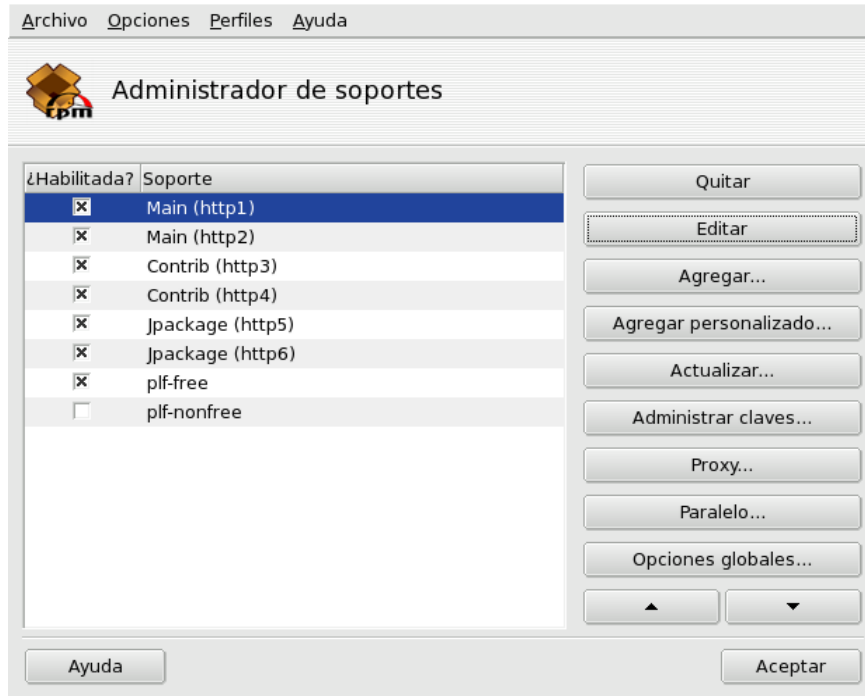 Archivo Opciones Perfiles Ayuda
rpm
Administrador de soportes
¿Habilitada? Soporte
Main (http1)
Main (http2)
Contrib (http3)
Contrib (http4)
Jpackage (http5)
Jpackage (http6)
plf-free
plf-nonfree
Quitar
Editar
Agregar...
Agregar personalizado...
Actualizar...
Administrar claves...
Proxy...
Paralelo...
Opciones globales...
Ayuda
Aceptar